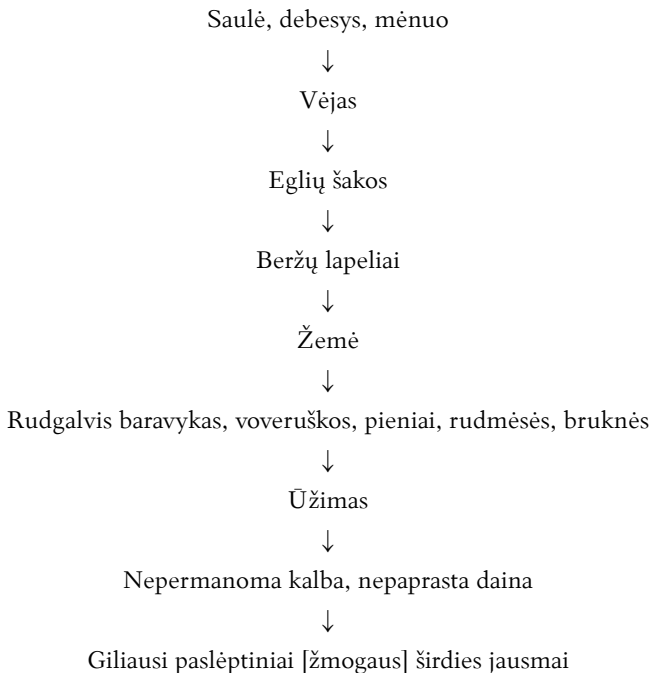 Saulė, debesys, mėnuo
↓
Vėjas
↓
Eglių šakos
↓
Beržų lapeliai
↓
Žemė
↓
Rudgalvis baravykas, voveruškos, pieniai, rudmėsės, bruknės
↓
Ūžimas
↓
Nepermanoma kalba, nepaprasta daina
↓
Giliausi paslėptiniai [žmogaus] širdies jausmai